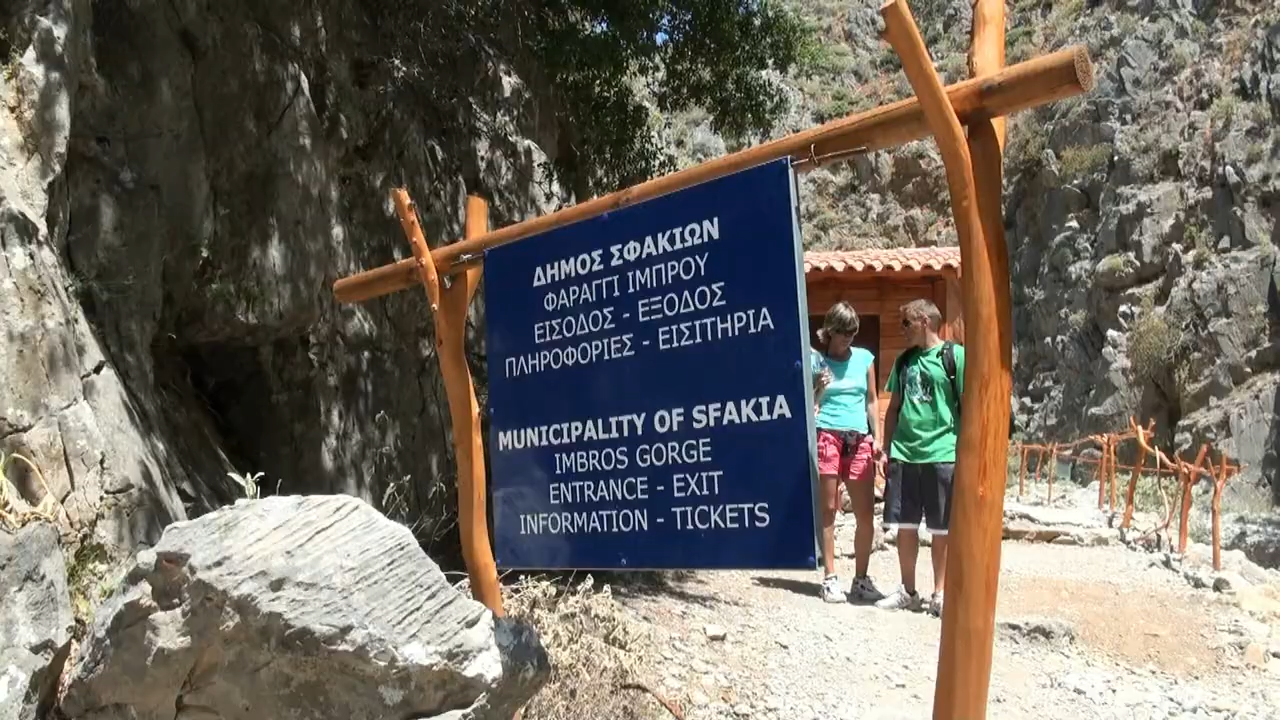 ΔΗΜΟΣ ΣΦΑΚΙΩΝ
ΦΑΡΑΓΓΙ ΙΜΠΡΟΥ
ΕΙΣΟΔΟΣ - ΕΞΟΔΟΣ
ΠΛΗΡΟΦΟΡΙΕΣ - ΕΙΣΙΤΗΡΙΑ
MUNICIPALITY OF SFAKIA
IMBROS GORGE
ENTRANCE - EXIT
INFORMATION - TICKETS